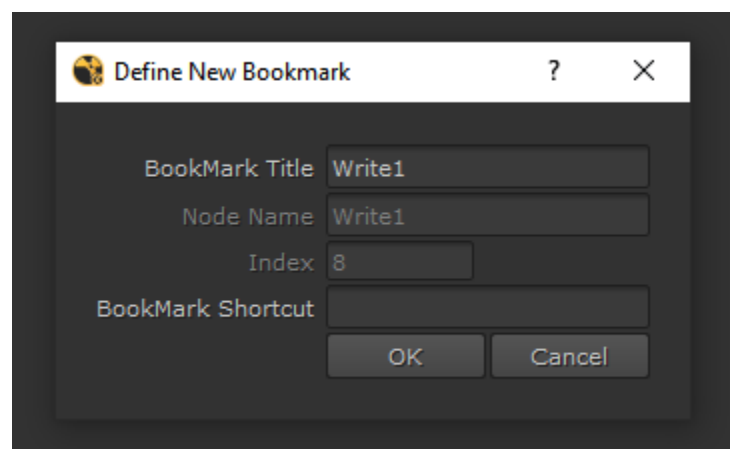 Define New Bookmark ?
BookMark Title Write1
Node Name Write1
Index 8
BookMark Shortcut
OK Cancel